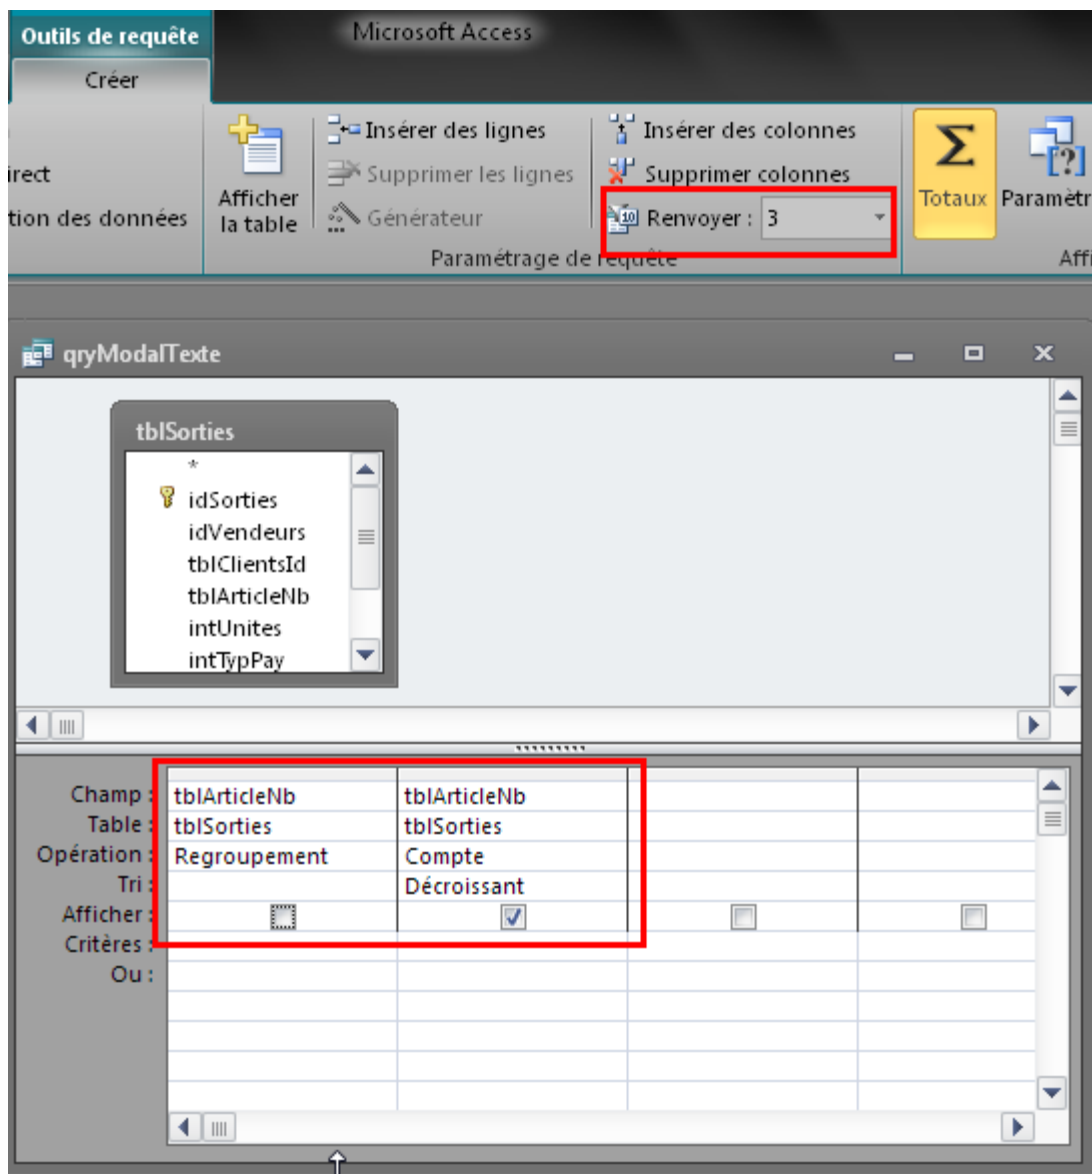 Outils de requête Microsoft Access
Créer
Insérer des lignes Insérer des colonnes
irect Supprimer les lignes Supprimer colonnes
tion des données Afficher la table Générateur Renvoyer : 3 Totaux Paramètr
Paramétrage de requête Affi
qryModalTexte
tblSorties
*
idSorties
idVendeurs
tblClientsId
tblArticleNb
intUnites
intTypPay
Champ : tblArticleNb tblArticleNb
Table : tblSorties tblSorties
Opération : Regroupement Compte
Tri : Décroissant
Afficher :
Critères :
Ou :